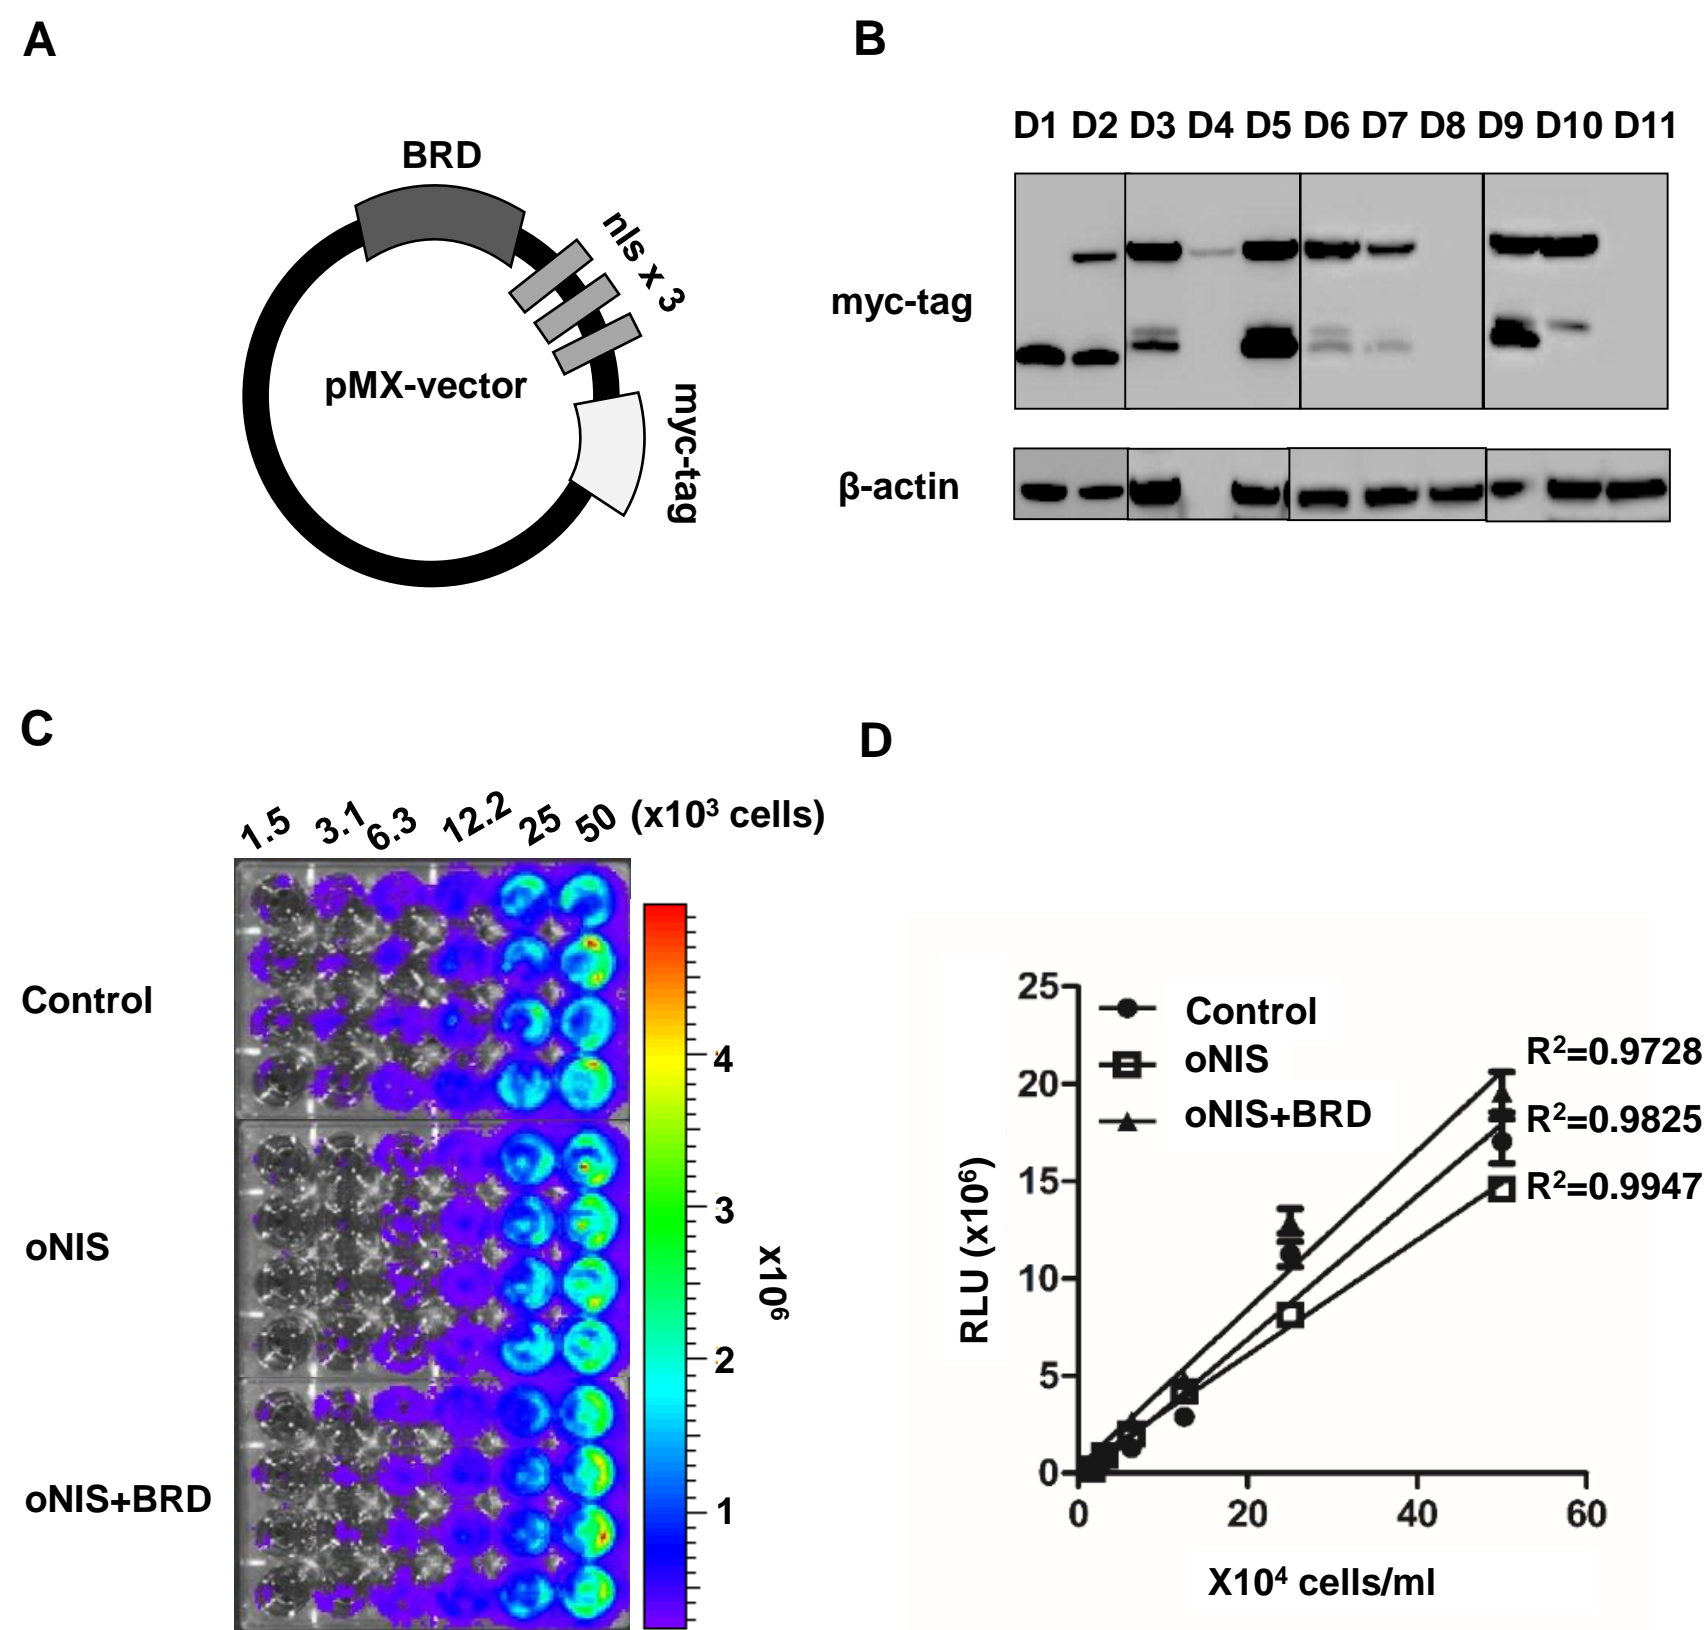 A
BRD
nls x 3
pMX-vector
myc-tag
B
D1 D2 D3 D4 D5 D6 D7 D8 D9 D10 D11
myc-tag
β-actin
C
1.5 3.1 6.3 12.2 25 50 (x10³ cells)
Control
oNIS
oNIS+BRD
4
3
2
1
x10⁶
D
Control
oNIS
oNIS+BRD
R²=0.9728
R²=0.9825
R²=0.9947
25
20
15
10
5
0
RLU (x10⁶)
0 20 40 60
X10⁴ cells/ml